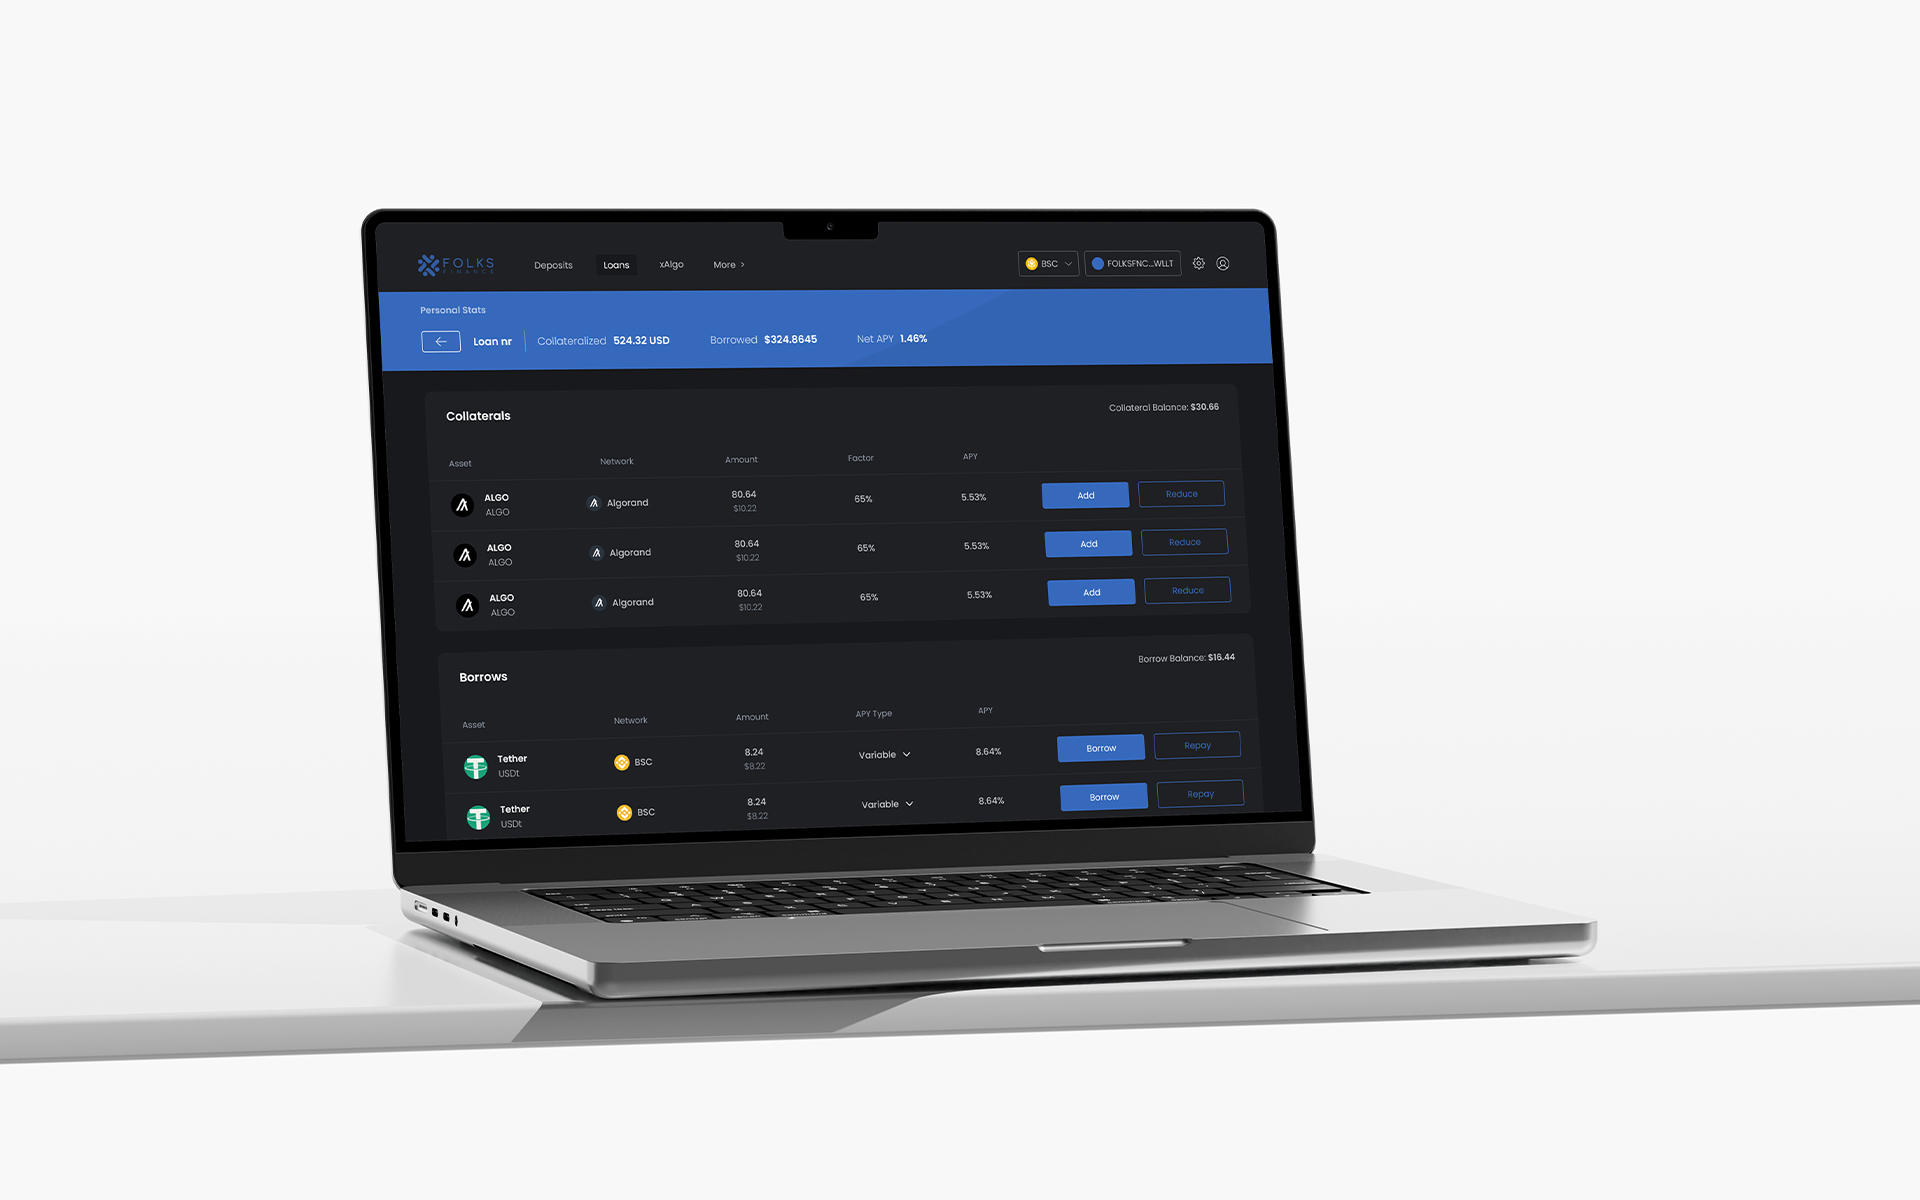 FOLKS
FINANCE
Deposits
Loans
xAlgo
More >
BSC
FOLKSFNC...WLLT
Personal Stats
Loan nr
Collateralized 524.32 USD
Borrowed $324.8645
Net APY 1.46%
Collaterals
Collateral Balance: $30.66
Asset Network Amount Factor APY
ALGO Algorand 80.64 65% 5.53% Add Reduce
ALGO $10.22
ALGO Algorand 80.64 65% 5.53% Add Reduce
ALGO $10.22
ALGO Algorand 80.64 65% 5.53% Add Reduce
ALGO $10.22
Borrows
Borrow Balance: $16.44
Asset Network Amount APY Type APY
Tether BSC 8.24 Variable 8.64% Borrow Repay
USDt $8.22
Tether BSC 8.24 Variable 8.64% Borrow Repay
USDt $8.22